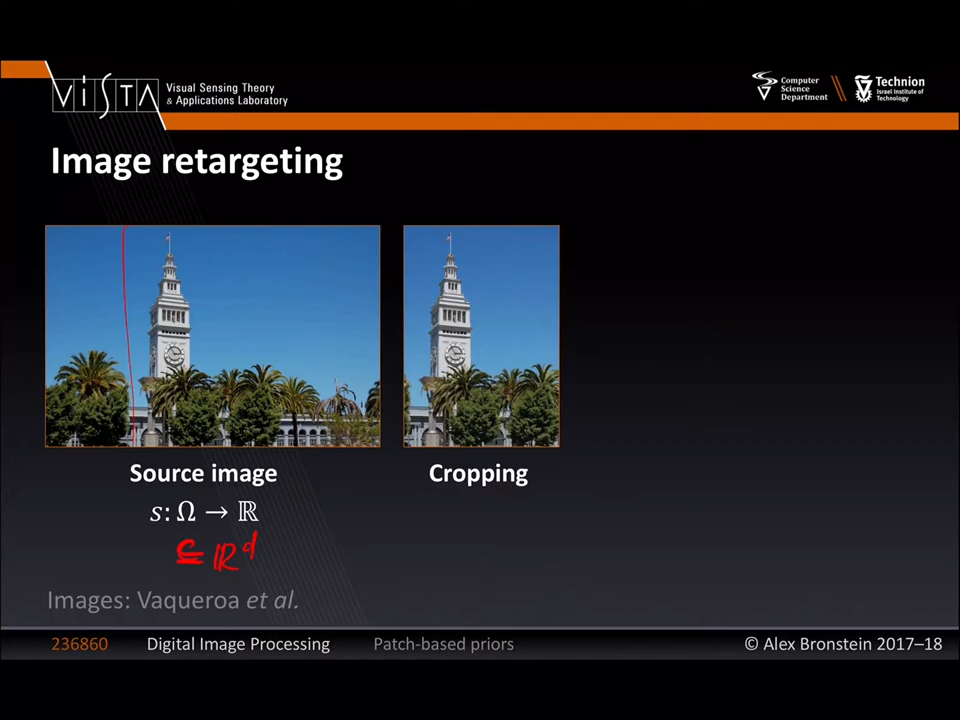 VISTA Visual Sensing Theory
& Applications Laboratory
Computer
Science
Department
Technion
Israel Institute of
Technology
Image retargeting
Source image
Cropping
s: Ω → ℝ
⊆ ℝᵈ
Images: Vaqueroa et al.
236860 Digital Image Processing Patch-based priors © Alex Bronstein 2017–18